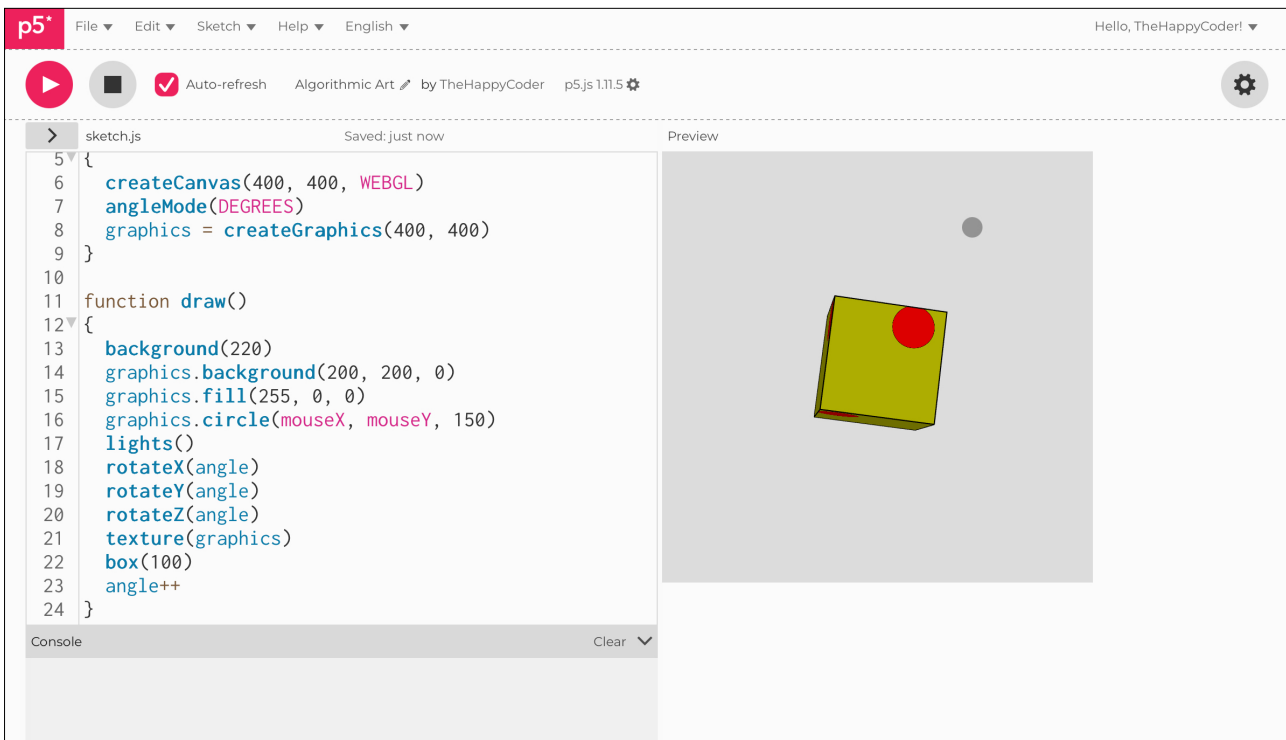 p5* File Edit Sketch Help English Hello, TheHappyCoder!
Auto-refresh Algorithmic Art by TheHappyCoder p5.js 1.11.5
sketch.js Saved: just now Preview
5 {
6 createCanvas(400, 400, WEBGL)
7 angleMode(DEGREES)
8 graphics = createGraphics(400, 400)
9 }
10
11 function draw()
12 {
13 background(220)
14 graphics.background(200, 200, 0)
15 graphics.fill(255, 0, 0)
16 graphics.circle(mouseX, mouseY, 150)
17 lights()
18 rotateX(angle)
19 rotateY(angle)
20 rotateZ(angle)
21 texture(graphics)
22 box(100)
23 angle++
24 }
Console Clear